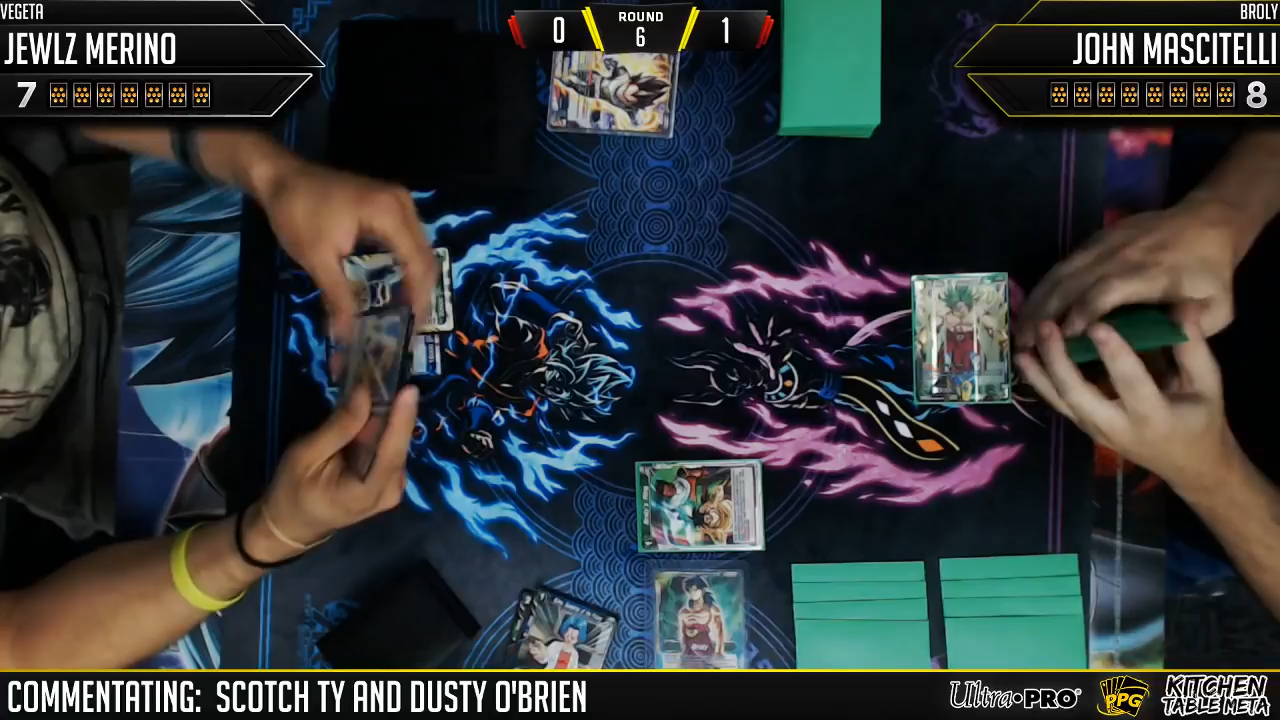 VEGETA
JEWLZ MERINO
7
0
ROUND
6
1
BROLY
JOHN MASCITELLI
8
COMMENTATING: SCOTCH TY AND DUSTY O'BRIEN
Ultra•PRO
PPG
KITCHEN
TABLE META